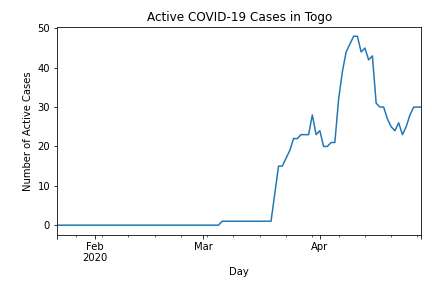 Active COVID-19 Cases in Togo
50
40
30
20
10
0
Number of Active Cases
Feb
2020
Mar
Apr
Day